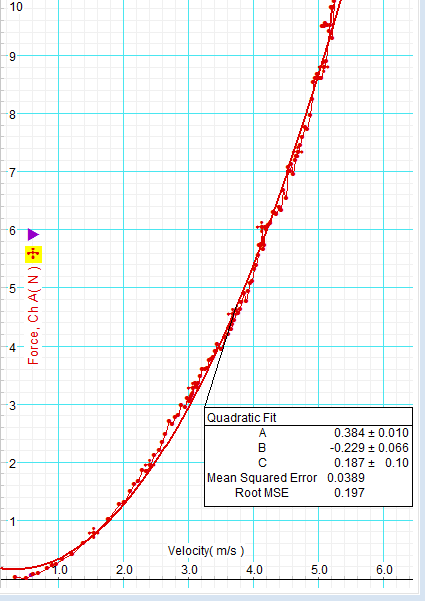 10
9
8
7
6
5
4
3
2
1
Force, Ch A( N )
Quadratic Fit
A 0.384 ± 0.010
B -0.229 ± 0.066
C 0.187 ± 0.10
Mean Squared Error 0.0389
Root MSE 0.197
Velocity( m/s )
1.0 2.0 3.0 4.0 5.0 6.0